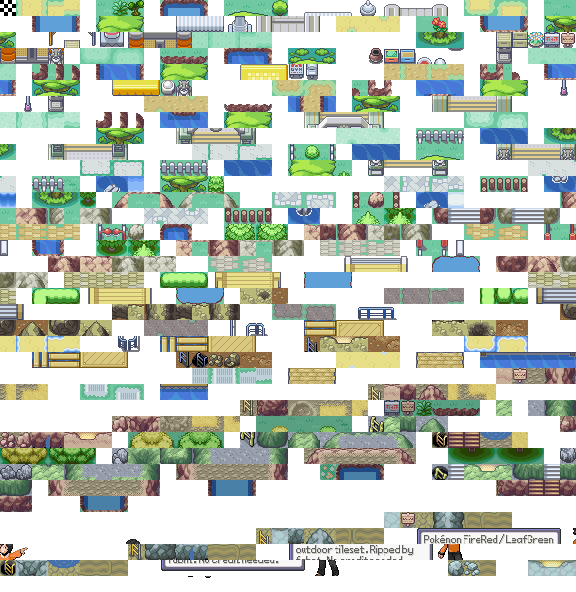 Pokémon FireRed/LeafGreen
outdoor tileset. Ripped by
No credit needed.